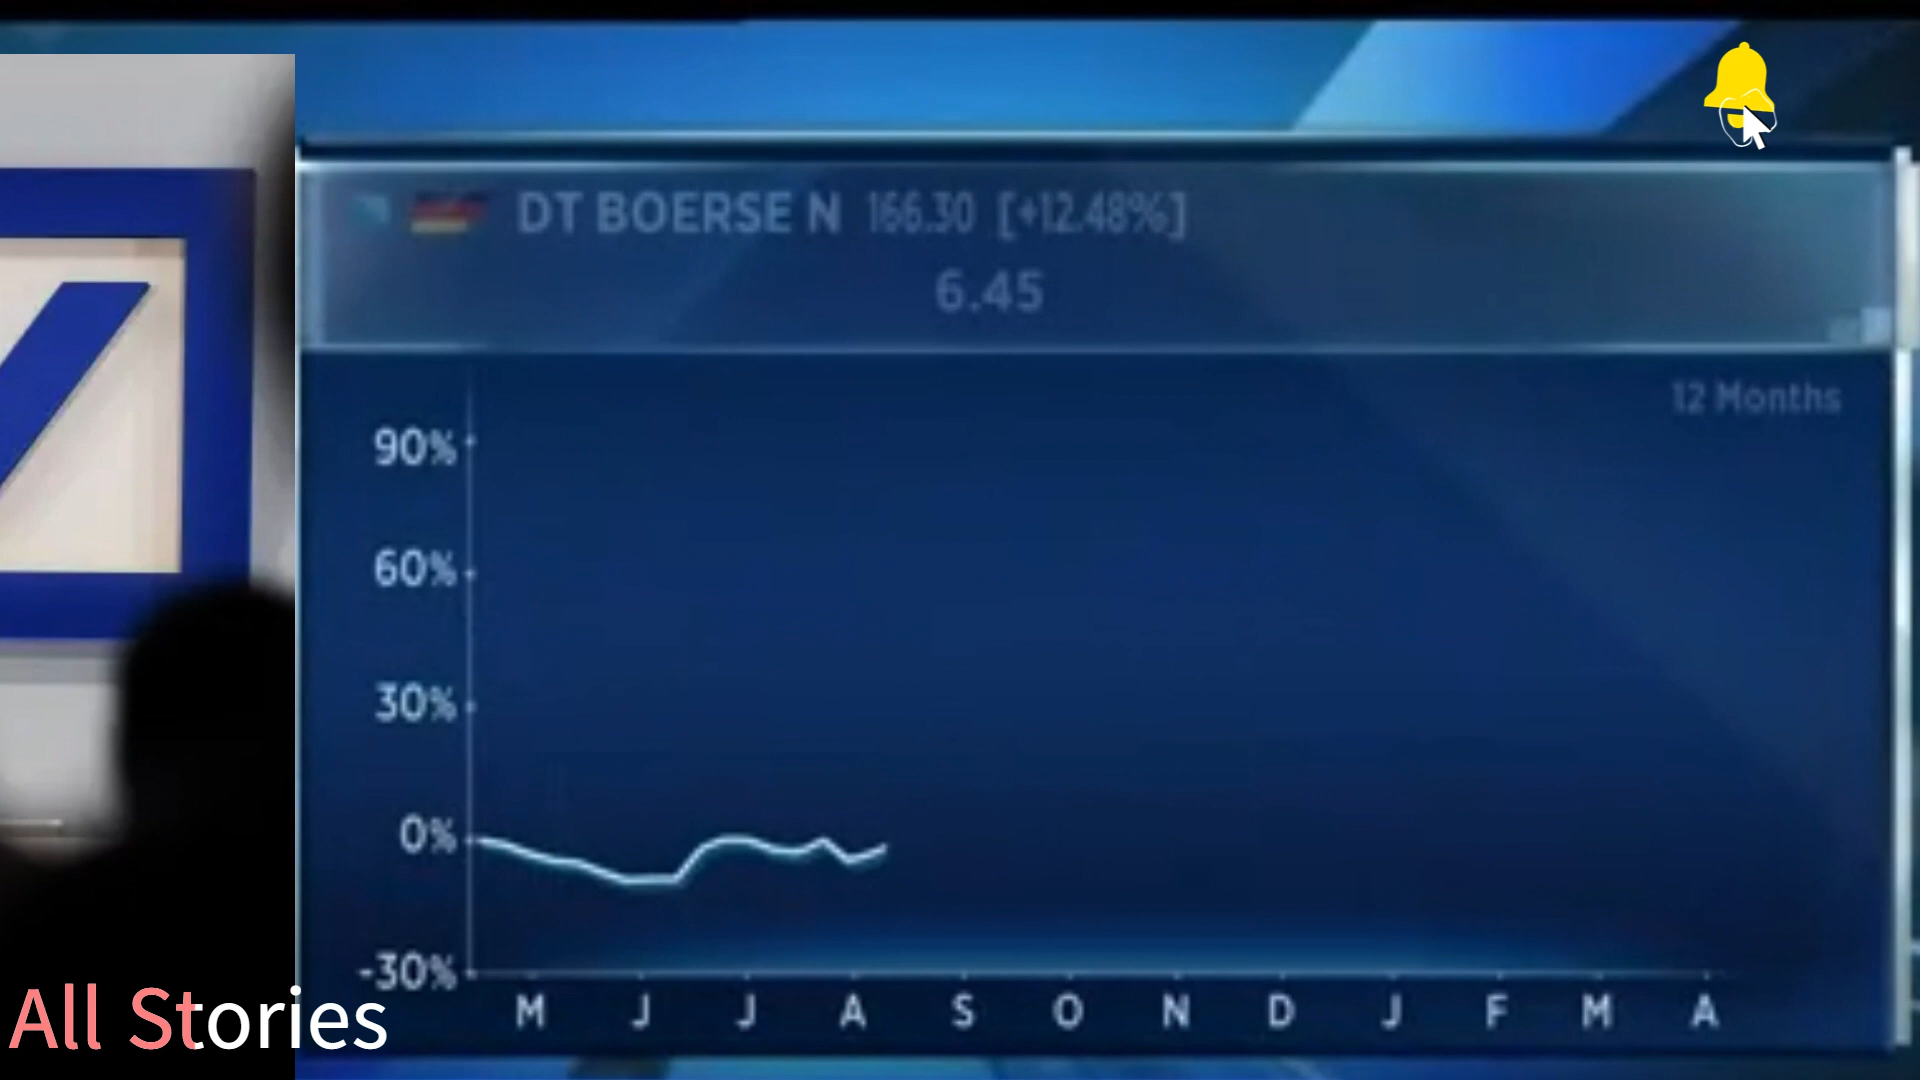 DT BOERSE N 166.30 [+12.48%]
6.45
12 Months
90%
60%
30%
0%
-30%
M J J A S O N D J F M A
All Stories